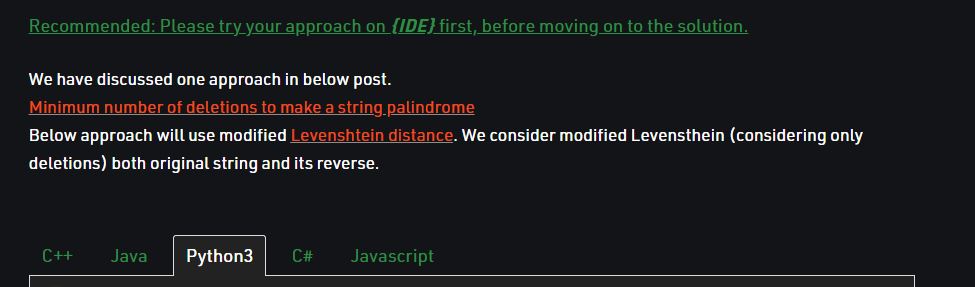 Recommended: Please try your approach on {IDE} first, before moving on to the solution.
We have discussed one approach in below post.
Minimum number of deletions to make a string palindrome
Below approach will use modified Levenshtein distance. We consider modified Levensthein (considering only
deletions) both original string and its reverse.
C++ Java Python3 C# Javascript